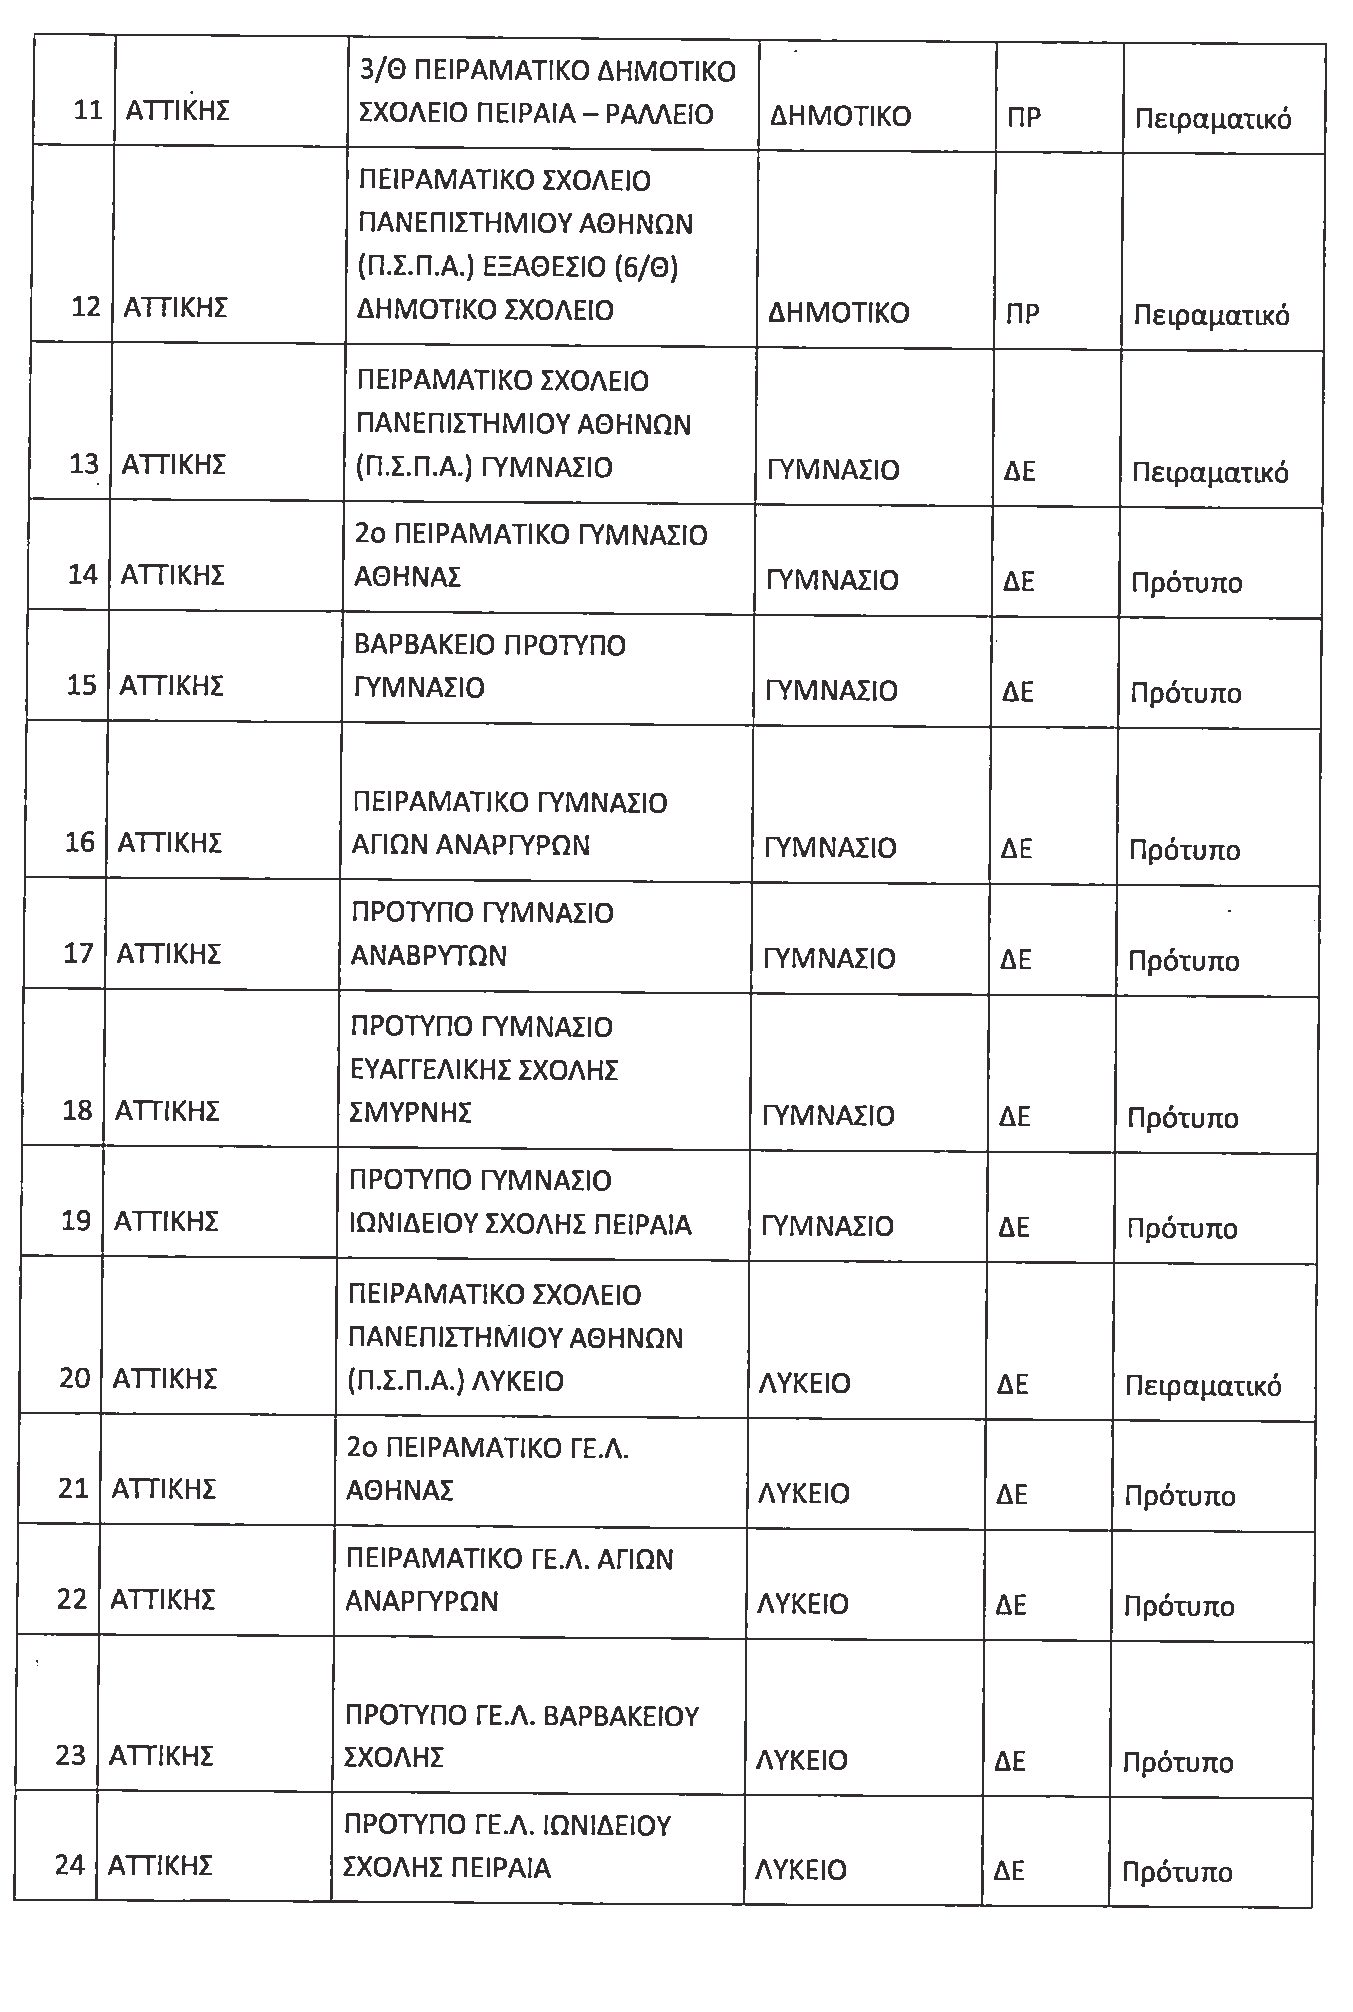 3/Θ ΠΕΙΡΑΜΑΤΙΚΟ ΔΗΜΟΤΙΚΟ
11 ΑΤΤΙΚΗΣ ΣΧΟΛΕΙΟ ΠΕΙΡΑΙΑ – ΡΑΛΛΕΙΟ ΔΗΜΟΤΙΚΟ ΠΡ Πειραματικό
ΠΕΙΡΑΜΑΤΙΚΟ ΣΧΟΛΕΙΟ
ΠΑΝΕΠΙΣΤΗΜΙΟΥ ΑΘΗΝΩΝ
(Π.Σ.Π.Α.) ΕΞΑΘΕΣΙΟ (6/Θ)
12 ΑΤΤΙΚΗΣ ΔΗΜΟΤΙΚΟ ΣΧΟΛΕΙΟ ΔΗΜΟΤΙΚΟ ΠΡ Πειραματικό
ΠΕΙΡΑΜΑΤΙΚΟ ΣΧΟΛΕΙΟ
ΠΑΝΕΠΙΣΤΗΜΙΟΥ ΑΘΗΝΩΝ
13 ΑΤΤΙΚΗΣ (Π.Σ.Π.Α.) ΓΥΜΝΑΣΙΟ ΓΥΜΝΑΣΙΟ ΔΕ Πειραματικό
2ο ΠΕΙΡΑΜΑΤΙΚΟ ΓΥΜΝΑΣΙΟ
14 ΑΤΤΙΚΗΣ ΑΘΗΝΑΣ ΓΥΜΝΑΣΙΟ ΔΕ Πρότυπο
ΒΑΡΒΑΚΕΙΟ ΠΡΟΤΥΠΟ
15 ΑΤΤΙΚΗΣ ΓΥΜΝΑΣΙΟ ΓΥΜΝΑΣΙΟ ΔΕ Πρότυπο
ΠΕΙΡΑΜΑΤΙΚΟ ΓΥΜΝΑΣΙΟ
16 ΑΤΤΙΚΗΣ ΑΓΙΩΝ ΑΝΑΡΓΥΡΩΝ ΓΥΜΝΑΣΙΟ ΔΕ Πρότυπο
ΠΡΟΤΥΠΟ ΓΥΜΝΑΣΙΟ
17 ΑΤΤΙΚΗΣ ΑΝΑΒΡΥΤΩΝ ΓΥΜΝΑΣΙΟ ΔΕ Πρότυπο
ΠΡΟΤΥΠΟ ΓΥΜΝΑΣΙΟ
ΕΥΑΓΓΕΛΙΚΗΣ ΣΧΟΛΗΣ
18 ΑΤΤΙΚΗΣ ΣΜΥΡΝΗΣ ΓΥΜΝΑΣΙΟ ΔΕ Πρότυπο
ΠΡΟΤΥΠΟ ΓΥΜΝΑΣΙΟ
19 ΑΤΤΙΚΗΣ ΙΩΝΙΔΕΙΟΥ ΣΧΟΛΗΣ ΠΕΙΡΑΙΑ ΓΥΜΝΑΣΙΟ ΔΕ Πρότυπο
ΠΕΙΡΑΜΑΤΙΚΟ ΣΧΟΛΕΙΟ
ΠΑΝΕΠΙΣΤΗΜΙΟΥ ΑΘΗΝΩΝ
20 ΑΤΤΙΚΗΣ (Π.Σ.Π.Α.) ΛΥΚΕΙΟ ΛΥΚΕΙΟ ΔΕ Πειραματικό
2ο ΠΕΙΡΑΜΑΤΙΚΟ ΓΕ.Λ.
21 ΑΤΤΙΚΗΣ ΑΘΗΝΑΣ ΛΥΚΕΙΟ ΔΕ Πρότυπο
ΠΕΙΡΑΜΑΤΙΚΟ ΓΕ.Λ. ΑΓΙΩΝ
22 ΑΤΤΙΚΗΣ ΑΝΑΡΓΥΡΩΝ ΛΥΚΕΙΟ ΔΕ Πρότυπο
ΠΡΟΤΥΠΟ ΓΕ.Λ. ΒΑΡΒΑΚΕΙΟΥ
23 ΑΤΤΙΚΗΣ ΣΧΟΛΗΣ ΛΥΚΕΙΟ ΔΕ Πρότυπο
ΠΡΟΤΥΠΟ ΓΕ.Λ. ΙΩΝΙΔΕΙΟΥ
24 ΑΤΤΙΚΗΣ ΣΧΟΛΗΣ ΠΕΙΡΑΙΑ ΛΥΚΕΙΟ ΔΕ Πρότυπο